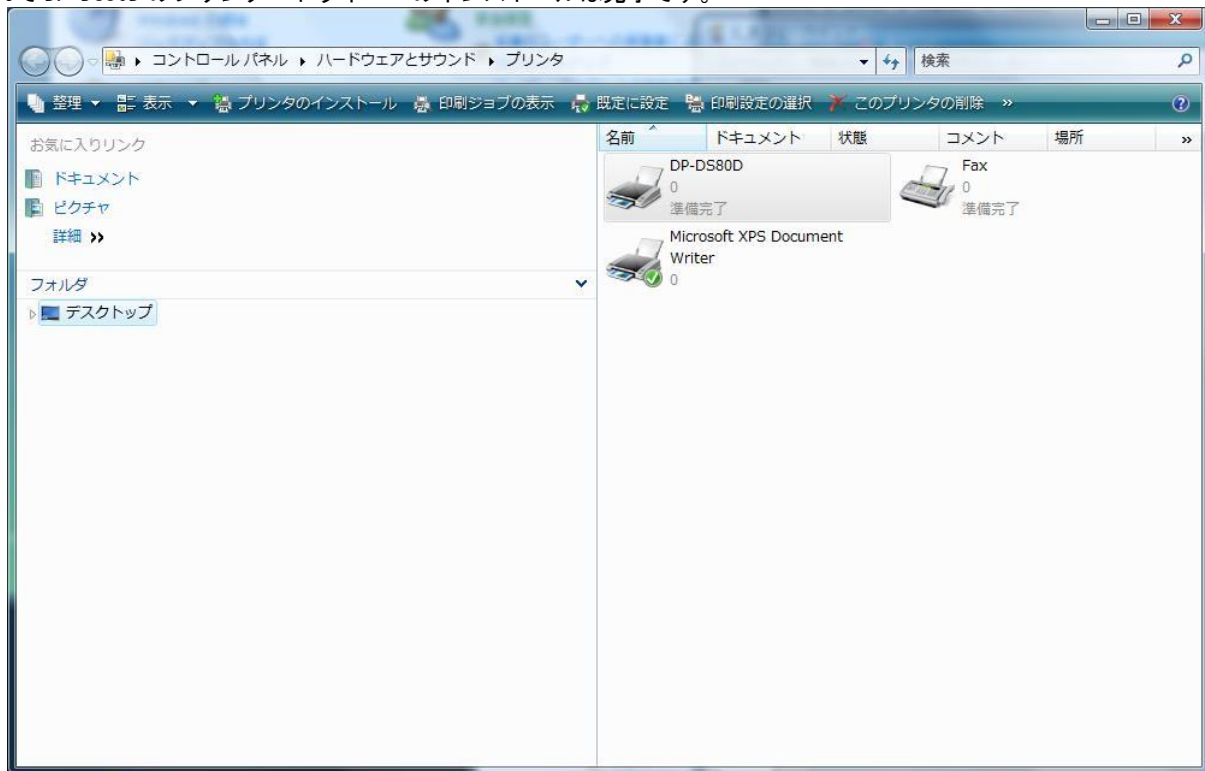 コントロール パネル ▸ ハードウェアとサウンド ▸ プリンタ
検索
整理 表示 プリンタのインストール 印刷ジョブの表示 既定に設定 印刷設定の選択 このプリンタの削除 »
お気に入りリンク
ドキュメント
ピクチャ
詳細 »
フォルダ
デスクトップ
名前 ドキュメント 状態 コメント 場所 »
DP-DS80D
0
準備完了
Fax
0
準備完了
Microsoft XPS Document
Writer
0